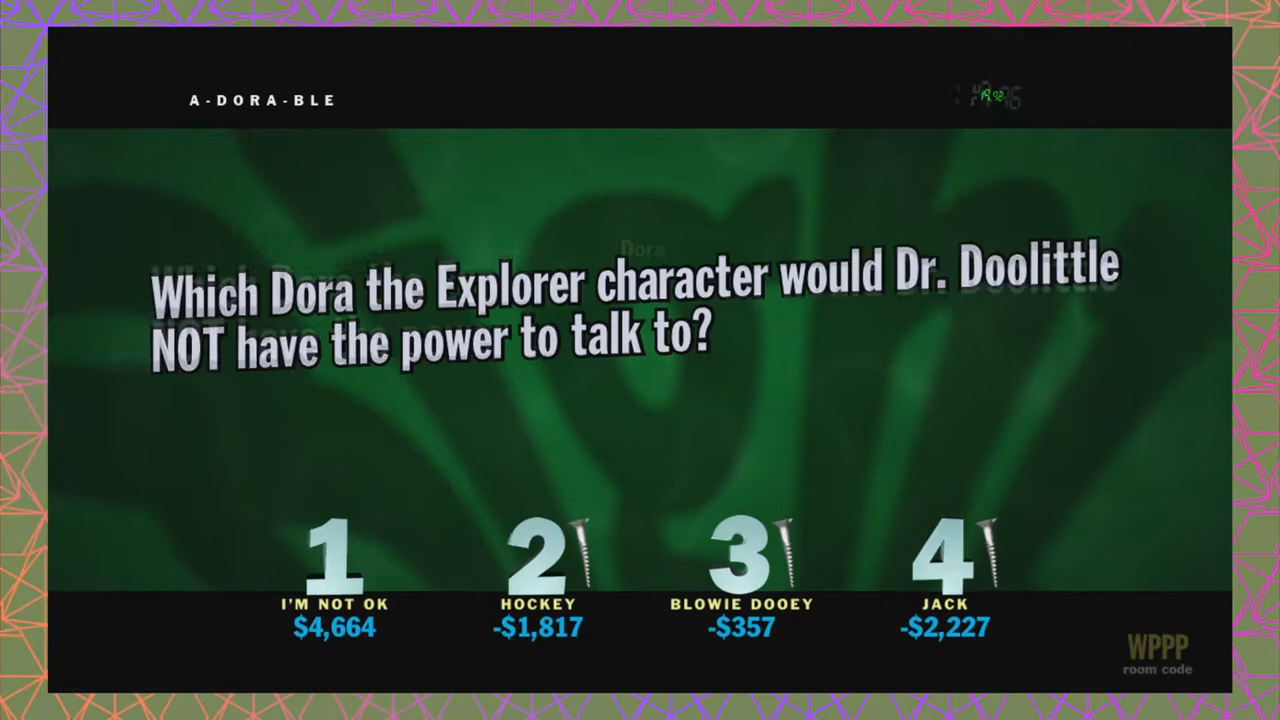 A-DORA-BLE
Dora
Which Dora the Explorer character would Dr. Doolittle
NOT have the power to talk to?
1
2
3
4
I'M NOT OK
HOCKEY
BLOWIE DOOEY
JACK
$4,664
-$1,817
-$357
-$2,227
WPPP
room code